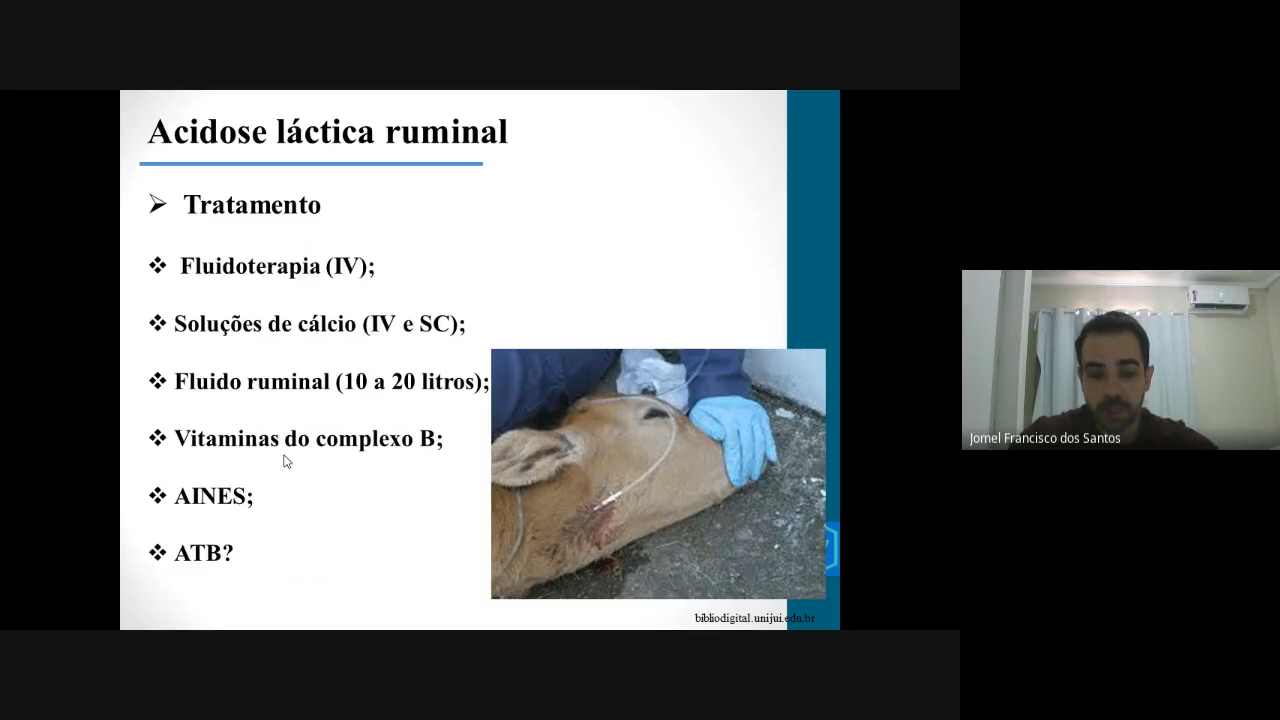 Acidose láctica ruminal
➢ Tratamento
❖ Fluidoterapia (IV);
❖ Soluções de cálcio (IV e SC);
❖ Fluido ruminal (10 a 20 litros);
❖ Vitaminas do complexo B;
❖ AINES;
❖ ATB?
bibliodigital.unijui.edu.br
Jomel Francisco dos Santos